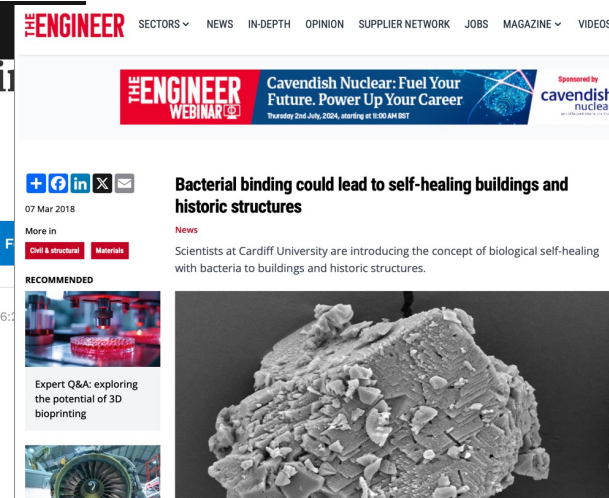 THE ENGINEER
SECTORS NEWS IN-DEPTH OPINION SUPPLIER NETWORK JOBS MAGAZINE VIDEOS
THE ENGINEER WEBINAR
Cavendish Nuclear: Fuel Your
Future. Power Up Your Career
Thursday 2nd July, 2024, starting at 11:00 AM BST
Sponsored by
cavendish
nuclear
07 Mar 2018
More in
Civil & structural Materials
RECOMMENDED
Expert Q&A: exploring
the potential of 3D
bioprinting
Bacterial binding could lead to self-healing buildings and
historic structures
News
Scientists at Cardiff University are introducing the concept of biological self-healing
with bacteria to buildings and historic structures.